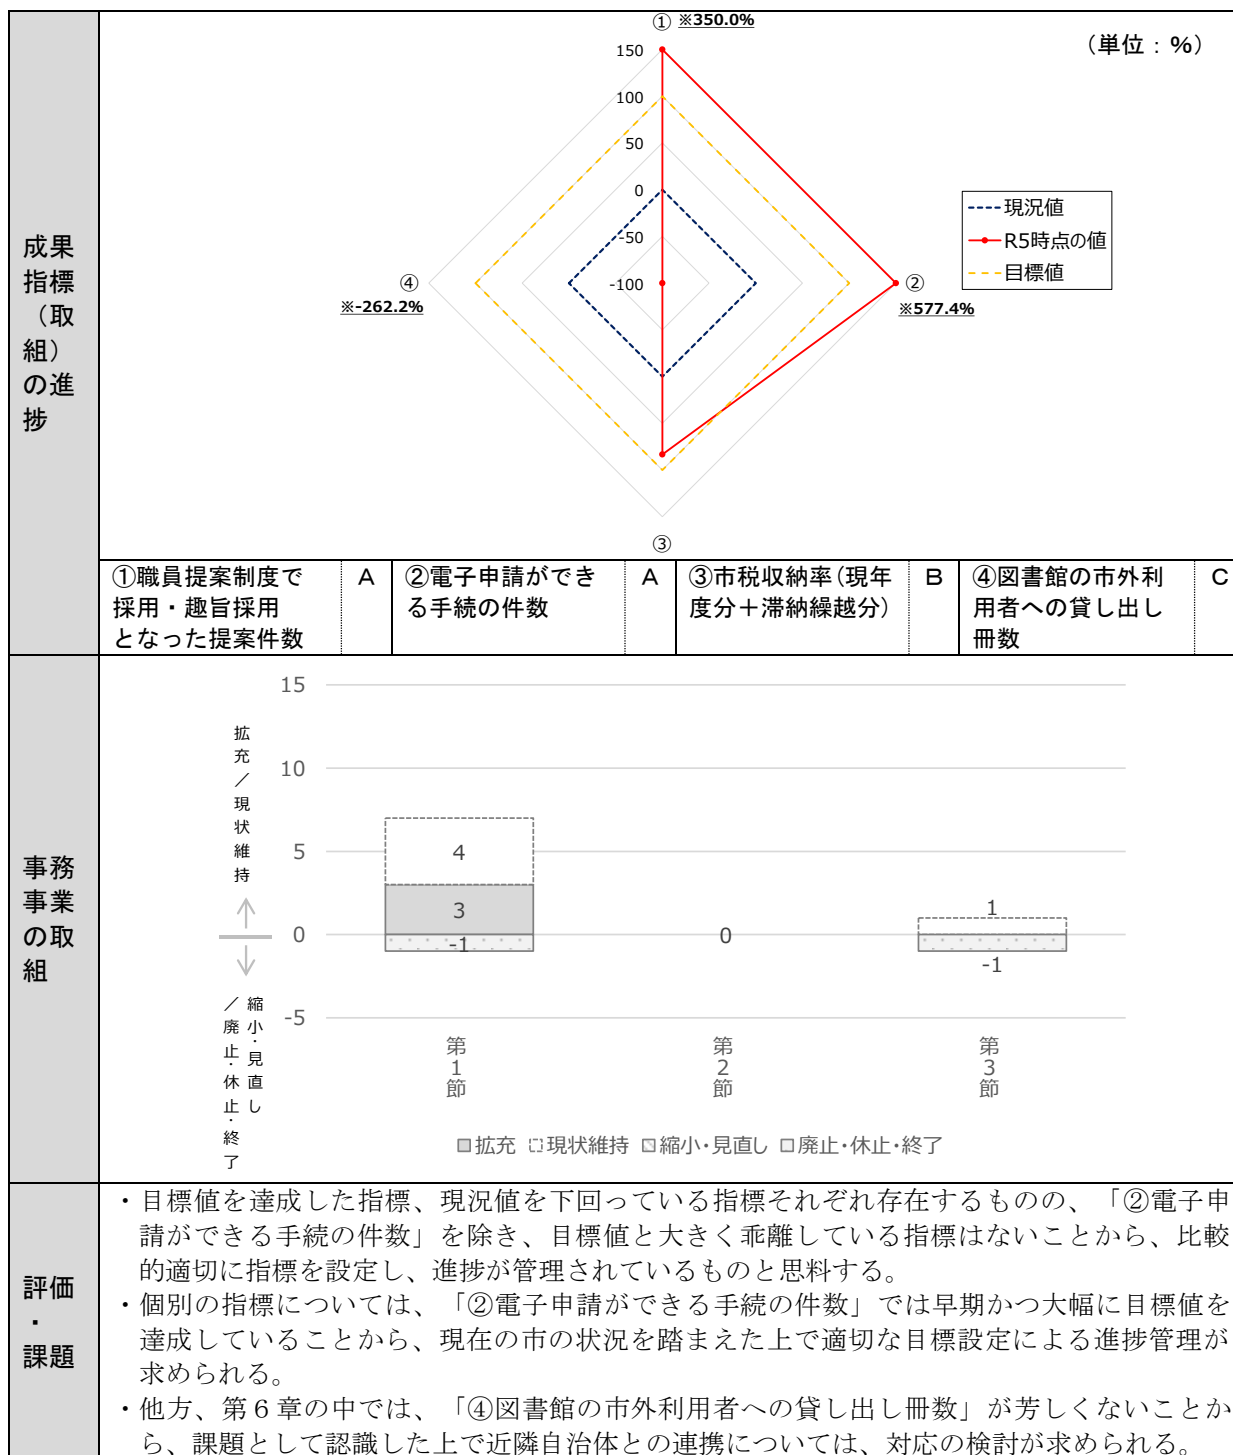 成果
指標
（取
組）
の進
捗
① ※350.0%
（単位：％）
150
100
50
0
-50
-100
④
※-262.2%
②
※577.4%
③
現況値
R5時点の値
目標値
①職員提案制度で
採用・趣旨採用
となった提案件数
A
②電子申請ができ
る手続の件数
A
③市税収納率（現年
度分＋滞納繰越分）
B
④図書館の市外利
用者への貸し出し
冊数
C
事務
事業
の取
組
拡充／現状維持
縮小・見直し
／廃止・休止・終了
15
10
5
0
-5
4
3
-1
0
1
-1
第1節
第2節
第3節
拡充 現状維持 縮小・見直し 廃止・休止・終了
評価
・
課題
・目標値を達成した指標、現況値を下回っている指標それぞれ存在するものの、「②電子申
請ができる手続の件数」を除き、目標値と大きく乖離している指標はないことから、比較
的適切に指標を設定し、進捗が管理されているものと思料する。
・個別の指標については、「②電子申請ができる手続の件数」では早期かつ大幅に目標値を
達成していることから、現在の市の状況を踏まえた上で適切な目標設定による進捗管理が
求められる。
・他方、第６章の中では、「④図書館の市外利用者への貸し出し冊数」が芳しくないことか
ら、課題として認識した上で近隣自治体との連携については、対応の検討が求められる。